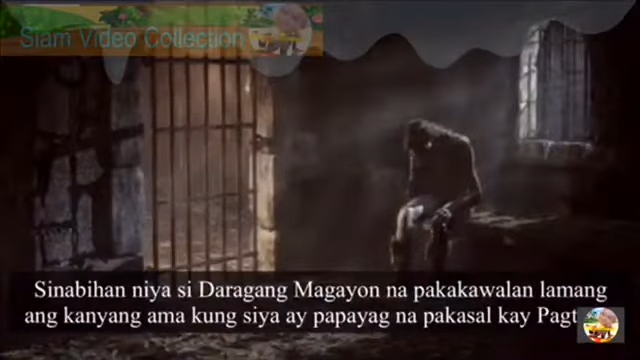 Siam Video Collection
Sinabihan niya si Daragang Magayon na pakakawalan lamang
ang kanyang ama kung siya ay papayag na pakasal kay